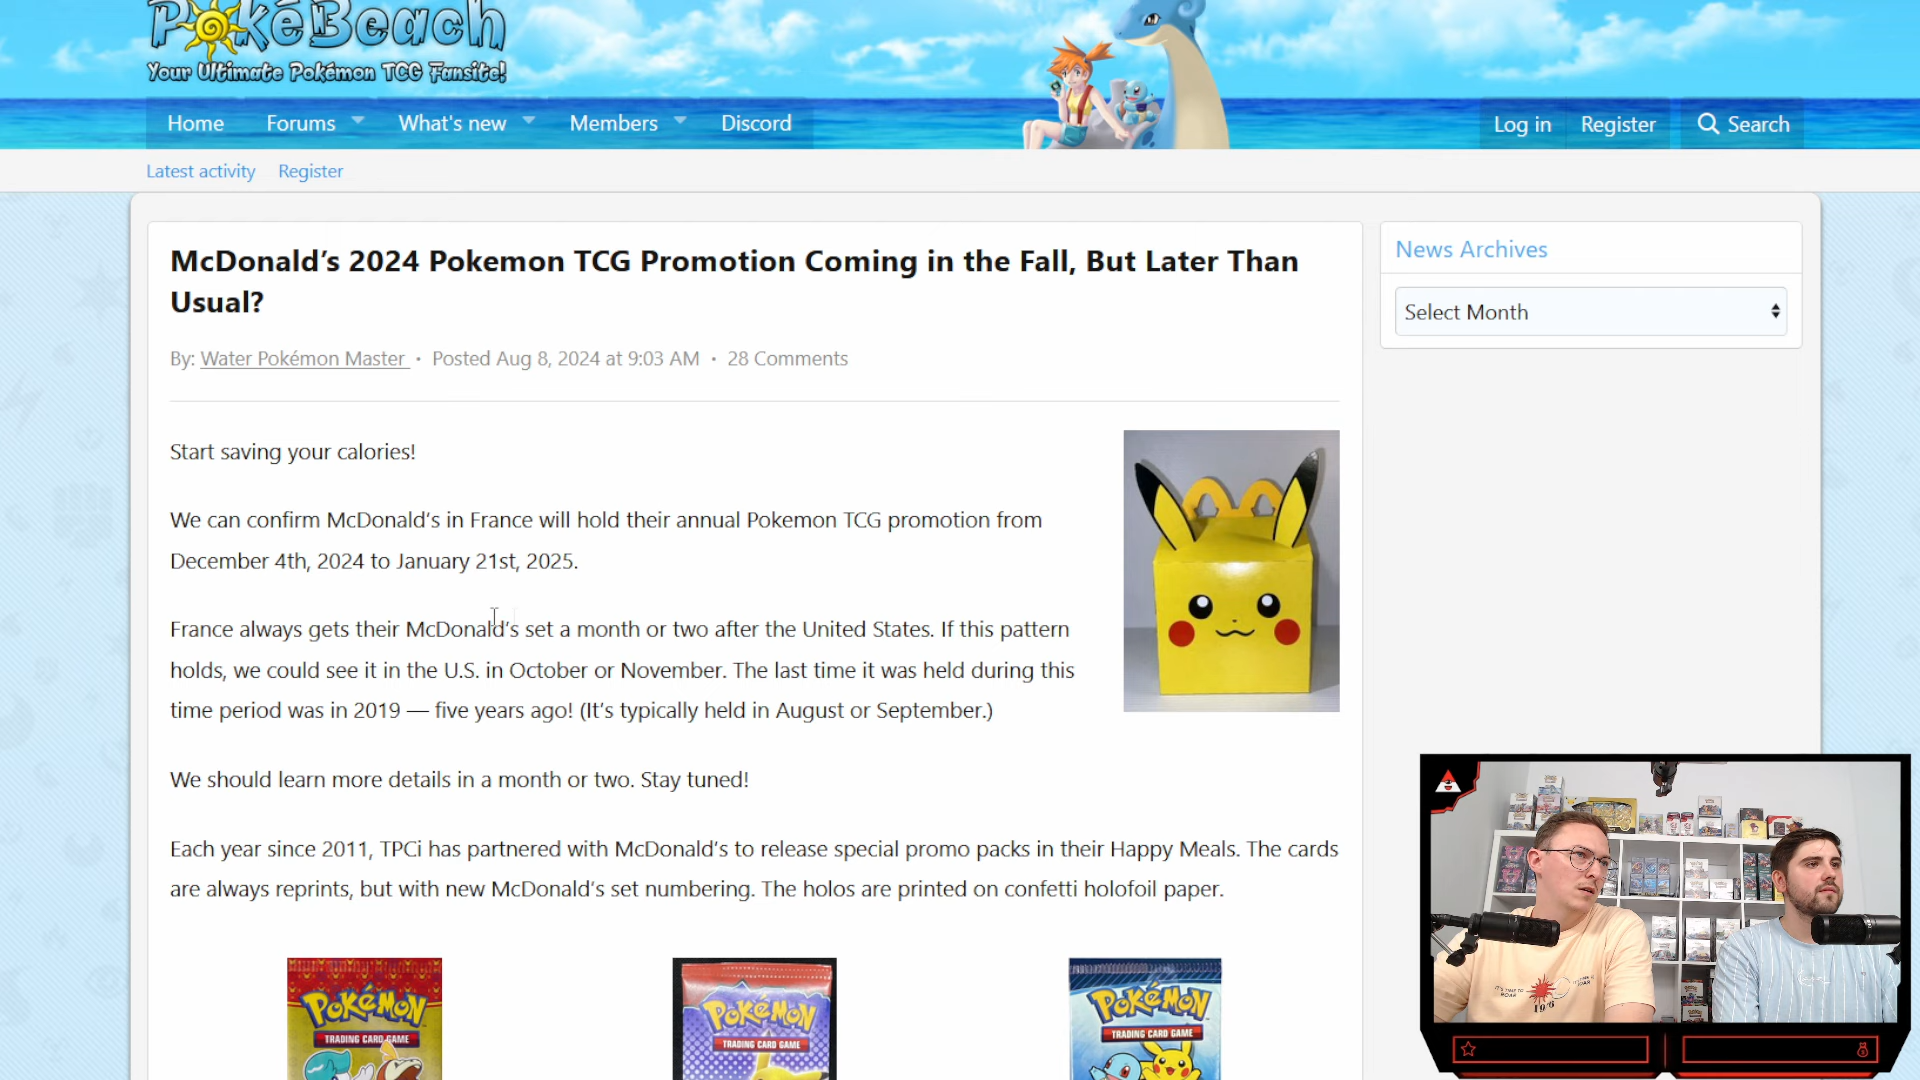 PokéBeach
Your Ultimate Pokémon TCG Fansite!
Home Forums What's new Members Discord
Log in Register Search
Latest activity Register
McDonald's 2024 Pokemon TCG Promotion Coming in the Fall, But Later Than
Usual?
By: Water Pokémon Master · Posted Aug 8, 2024 at 9:03 AM · 28 Comments
News Archives
Select Month
Start saving your calories!
We can confirm McDonald's in France will hold their annual Pokemon TCG promotion from
December 4th, 2024 to January 21st, 2025.
France always gets their McDonald's set a month or two after the United States. If this pattern
holds, we could see it in the U.S. in October or November. The last time it was held during this
time period was in 2019 — five years ago! (It's typically held in August or September.)
We should learn more details in a month or two. Stay tuned!
Each year since 2011, TPCi has partnered with McDonald's to release special promo packs in their Happy Meals. The cards
are always reprints, but with new McDonald's set numbering. The holos are printed on confetti holofoil paper.
POKéMON
TRADING CARD GAME
POKéMON
TRADING CARD GAME
POKéMON
TRADING CARD GAME